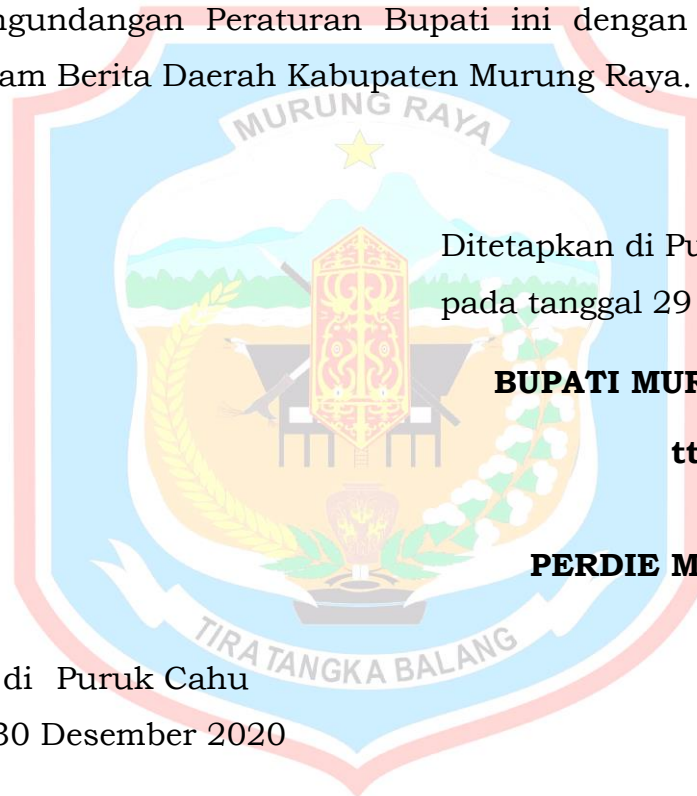 ngundangan Peraturan Bupati ini dengan
am Berita Daerah Kabupaten Murung Raya.
MURUNG RAYA
Ditetapkan di Pu
pada tanggal 29
BUPATI MUR
tt
PERDIE M
TIRA TANGKA BALANG
di Puruk Cahu
30 Desember 2020